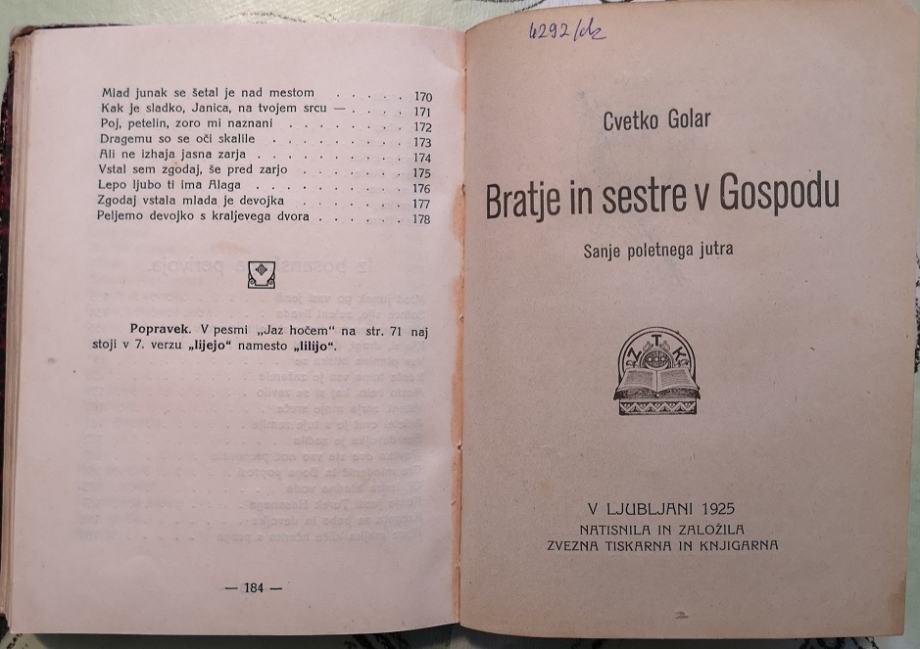 Mlad junak se šetal je nad mestom . . . . . 170
Kak je sladko, Janica, na tvojem srcu — . . . . 171
Poj, petelin, zoro mi naznani . . . . . . . 172
Dragemu so se oči skalile . . . . . . . . 173
Ali ne izhaja jasna zarja . . . . . . . . . 174
Vstal sem zgodaj, še pred zarjo . . . . . . 175
Lepo ljubo ti ima Alaga . . . . . . . . . 176
Zgodaj vstala mlada je devojka . . . . . . 177
Peljemo devojko s kraljevega dvora . . . . . 178
Popravek. V pesmi „Jaz hočem“ na str. 71 naj
stoji v 7. verzu „lijejo“ namesto „lilijo“.
— 184 —
4292/dz
Cvetko Golar
Bratje in sestre v Gospodu
Sanje poletnega jutra
Z T K
V LJUBLJANI 1925
NATISNILA IN ZALOŽILA
ZVEZNA TISKARNA IN KNJIGARNA